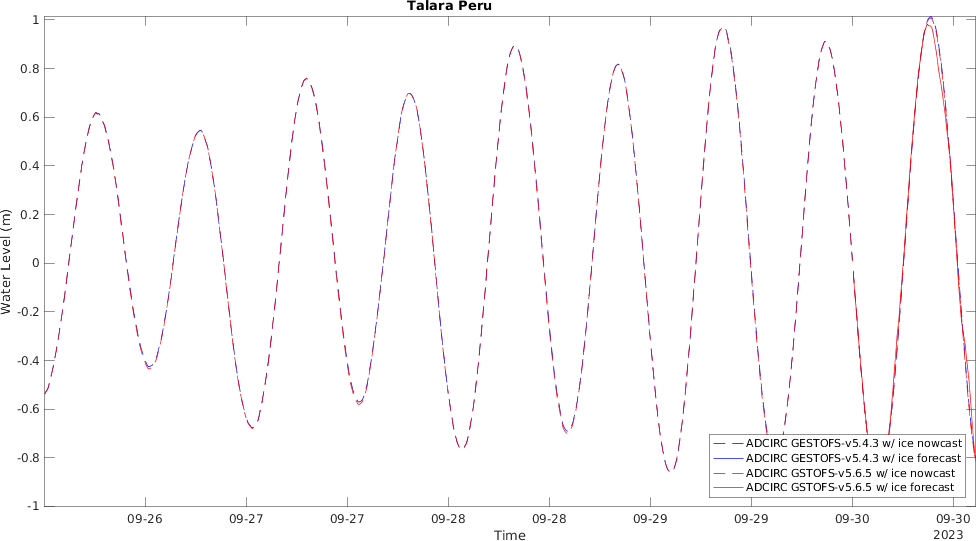 Talara Peru
1
0.8
0.6
0.4
0.2
0
-0.2
-0.4
-0.6
-0.8
-1
Water Level (m)
ADCIRC GESTOFS-v5.4.3 w/ ice nowcast
ADCIRC GESTOFS-v5.4.3 w/ ice forecast
ADCIRC GSTOFS-v5.6.5 w/ ice nowcast
ADCIRC GSTOFS-v5.6.5 w/ ice forecast
09-26 09-27 09-27 09-28 09-28 09-29 09-29 09-30 09-30
2023
Time